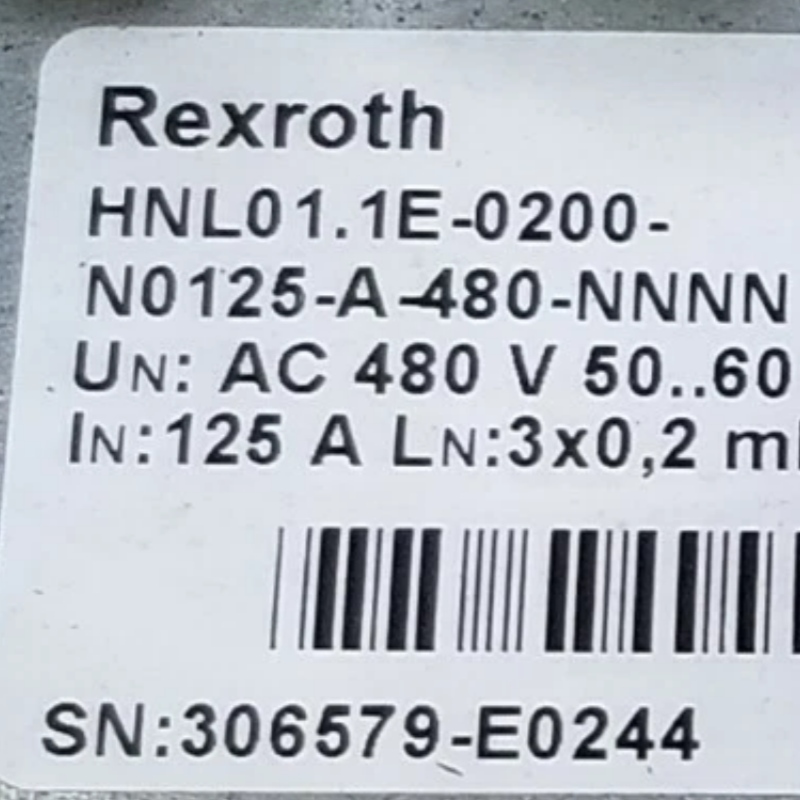 Rexroth
HNL01.1E-0200-
N0125-A-480-NNNN
UN: AC 480 V 50..60
IN:125 A LN:3x0,2 m
SN:306579-E0244